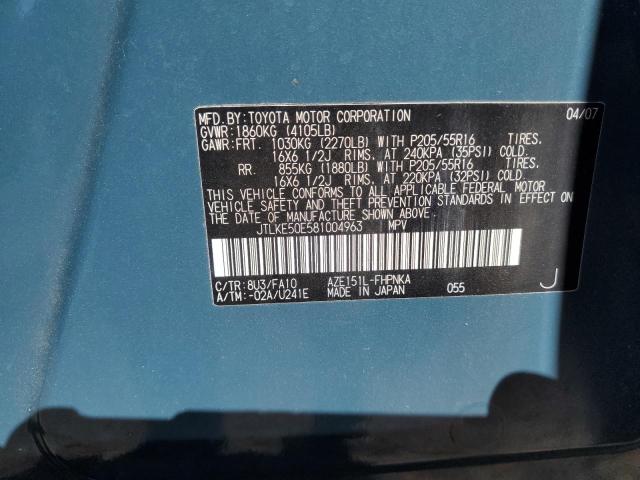 MFD.BY:TOYOTA MOTOR CORPORATION 04/07
GVWR:1860KG (4105LB)
GAWR:FRT. 1030KG (2270LB) WITH P205/55R16 TIRES.
16X6 1/2J RIMS, AT 240KPA (35PSI) COLD.
RR. 855KG (1880LB) WITH P205/55R16 TIRES.
16X6 1/2J RIMS, AT 220KPA (32PSI) COLD.
THIS VEHICLE CONFORMS TO ALL APPLICABLE FEDERAL MOTOR
VEHICLE SAFETY AND THEFT PREVENTION STANDARDS IN EFFECT ON
THE DATE OF MANUFACTURE SHOWN ABOVE.
JTLKE50E581004963 MPV
C/TR:8U3/FA10 AZE151L-FHPNKA
A/TM:-02A/U241E MADE IN JAPAN 055 J